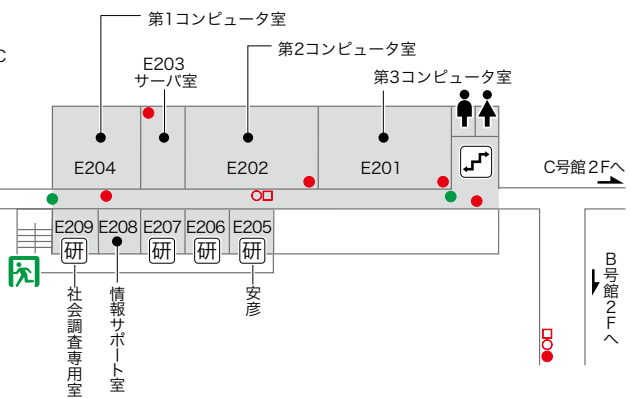 第1コンピュータ室
C
第2コンピュータ室
E203
サーバ室
第3コンピュータ室
E204
E202
E201
C号館2Fへ
E209
E208
E207
E206
E205
研
研
研
研
社会調査専用室
情報サポート室
安彦
B号館2Fへ